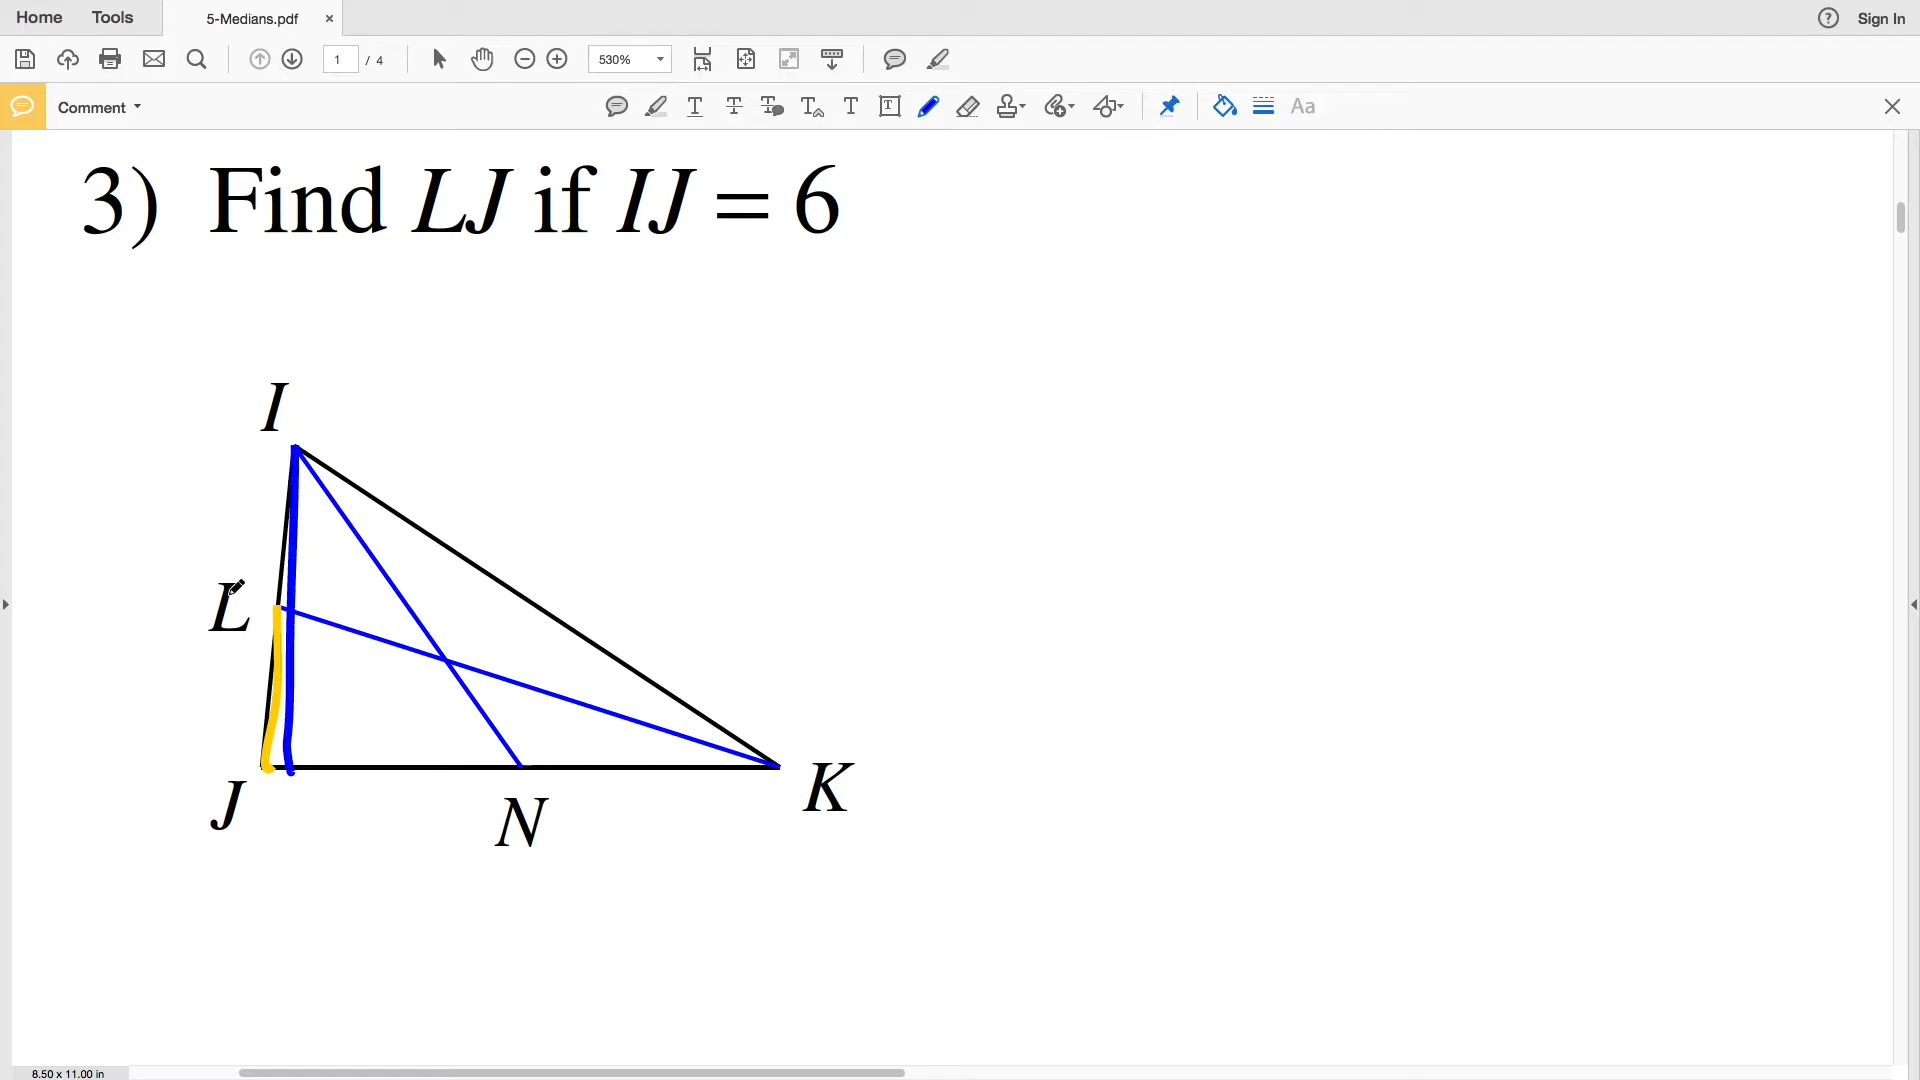 Home Tools 5-Medians.pdf × ? Sign In
1 / 4 530%
Comment T T T T T T Aa
3) Find LJ if IJ = 6
I
L
J
N
K
8.50 x 11.00 in